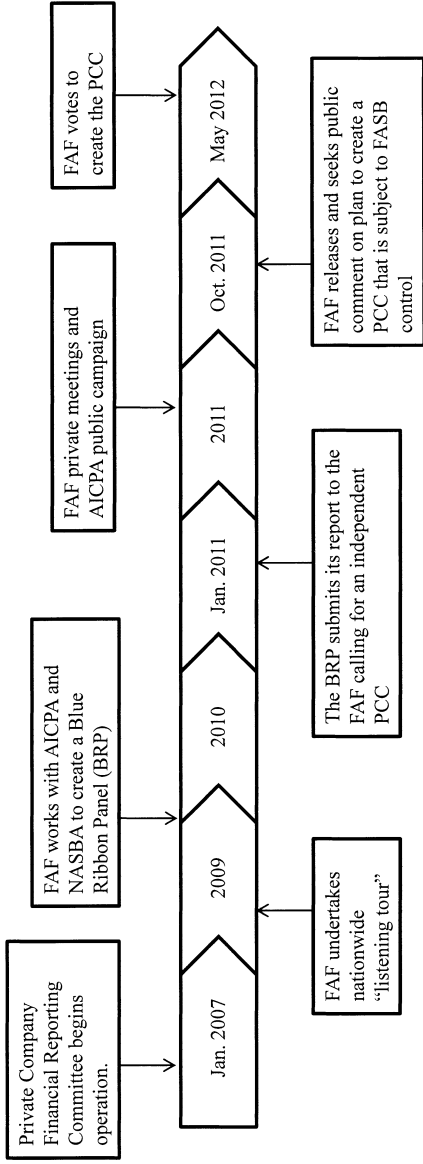 Private Company
Financial Reporting
Committee begins
operation.
FAF works with AICPA and
NASBA to create a Blue
Ribbon Panel (BRP)
FAF private meetings and
AICPA public campaign
FAF votes to
create the PCC
Jan. 2007
2009
2010
Jan. 2011
2011
Oct. 2011
May 2012
FAF undertakes
nationwide
“listening tour”
The BRP submits its report to the
FAF calling for an independent
PCC
FAF releases and seeks public
comment on plan to create a
PCC that is subject to FASB
control